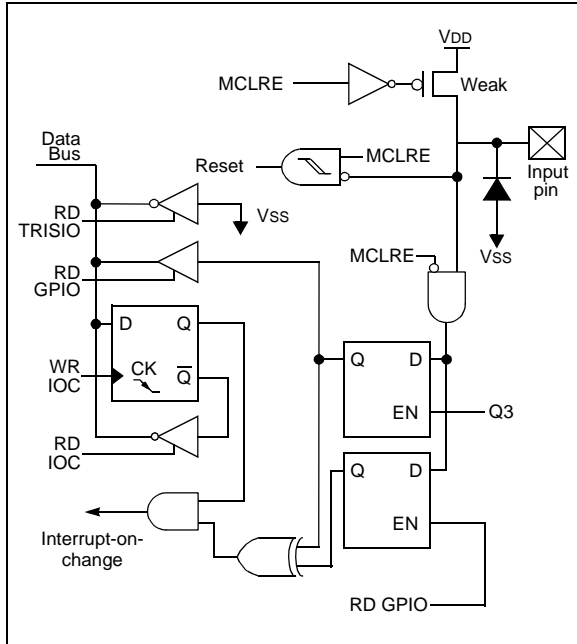 VDD
MCLRE
Weak
Data
Bus
Reset
MCLRE
Input
pin
RD
TRISIO
VSS
VSS
RD
GPIO
MCLRE
D
Q
Q
D
WR
IOC
CK
Q
EN
Q3
RD
IOC
Q
D
EN
Interrupt-on-
change
RD GPIO